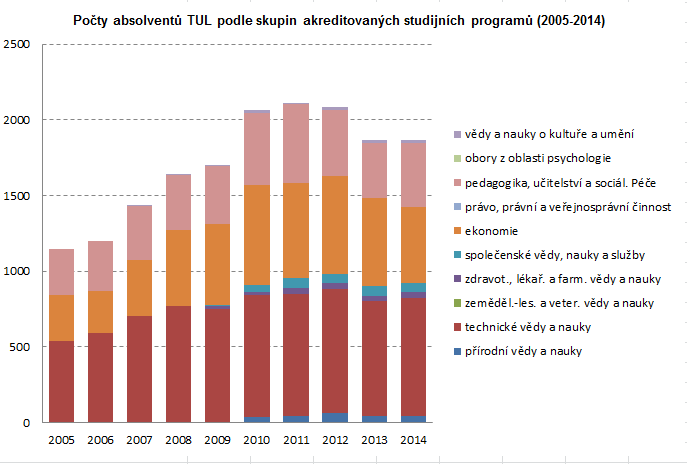 Počty absolventů TUL podle skupin akreditovaných studijních programů (2005-2014)
2500
2000
1500
1000
500
0
2005 2006 2007 2008 2009 2010 2011 2012 2013 2014
vědy a nauky o kultuře a umění
obory z oblasti psychologie
pedagogika, učitelství a sociál. Péče
právo, právní a veřejnosprávní činnost
ekonomie
společenské vědy, nauky a služby
zdravot., lékař. a farm. vědy a nauky
zeměděl.-les. a veter. vědy a nauky
technické vědy a nauky
přírodní vědy a nauky